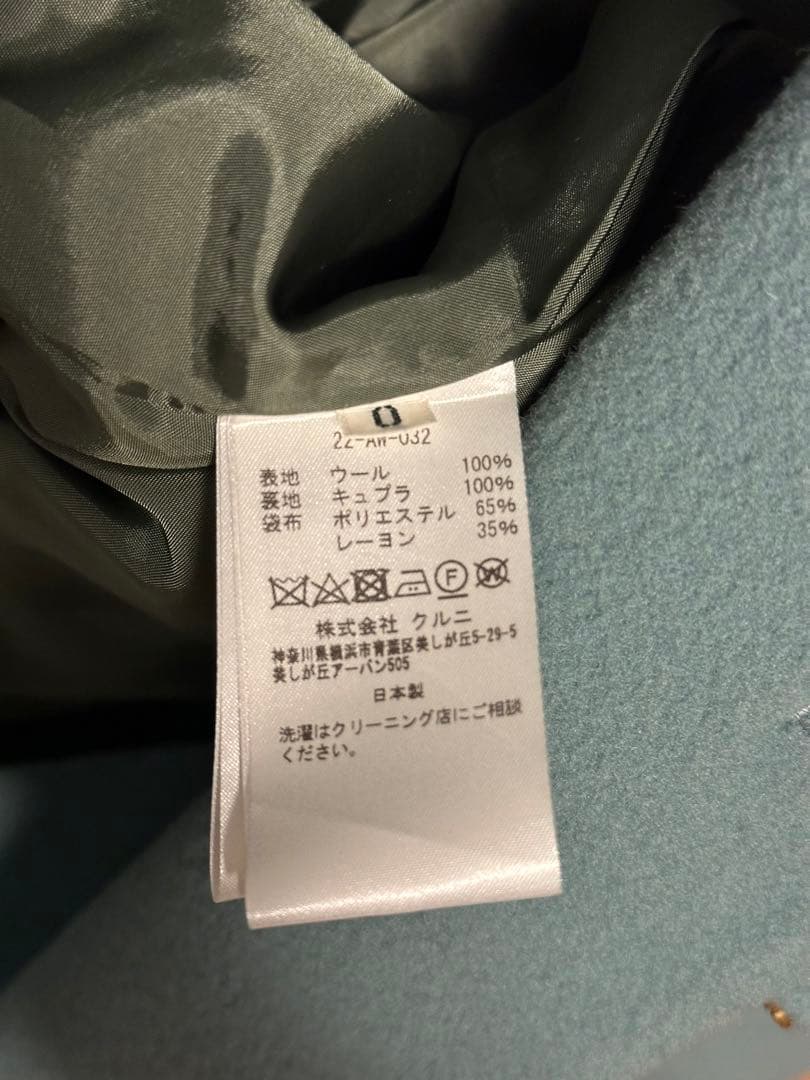 0
22-AW-032
表地 ウール 100%
裏地 キュプラ 100%
袋布 ポリエステル 65%
レーヨン 35%
F W
株式会社 クルニ
神奈川県横浜市青葉区美しが丘5-29-5
美しが丘アーバン505
日本製
洗濯はクリーニング店にご相談
ください。